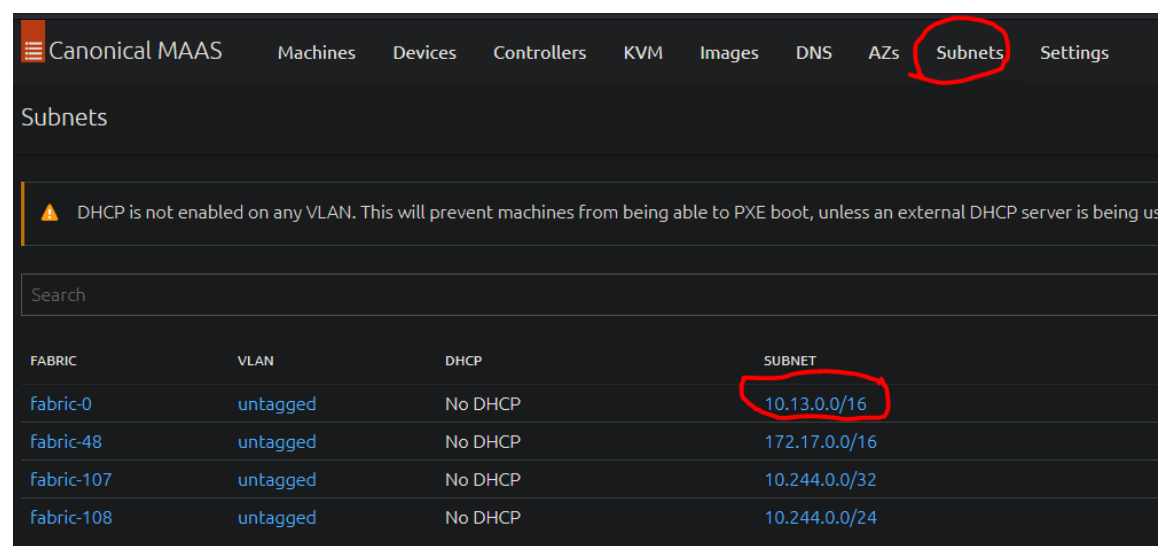 Canonical MAAS Machines Devices Controllers KVM Images DNS AZs Subnets Settings
Subnets
DHCP is not enabled on any VLAN. This will prevent machines from being able to PXE boot, unless an external DHCP server is being us
Search
FABRIC VLAN DHCP SUBNET
fabric-0 untagged No DHCP 10.13.0.0/16
fabric-48 untagged No DHCP 172.17.0.0/16
fabric-107 untagged No DHCP 10.244.0.0/32
fabric-108 untagged No DHCP 10.244.0.0/24